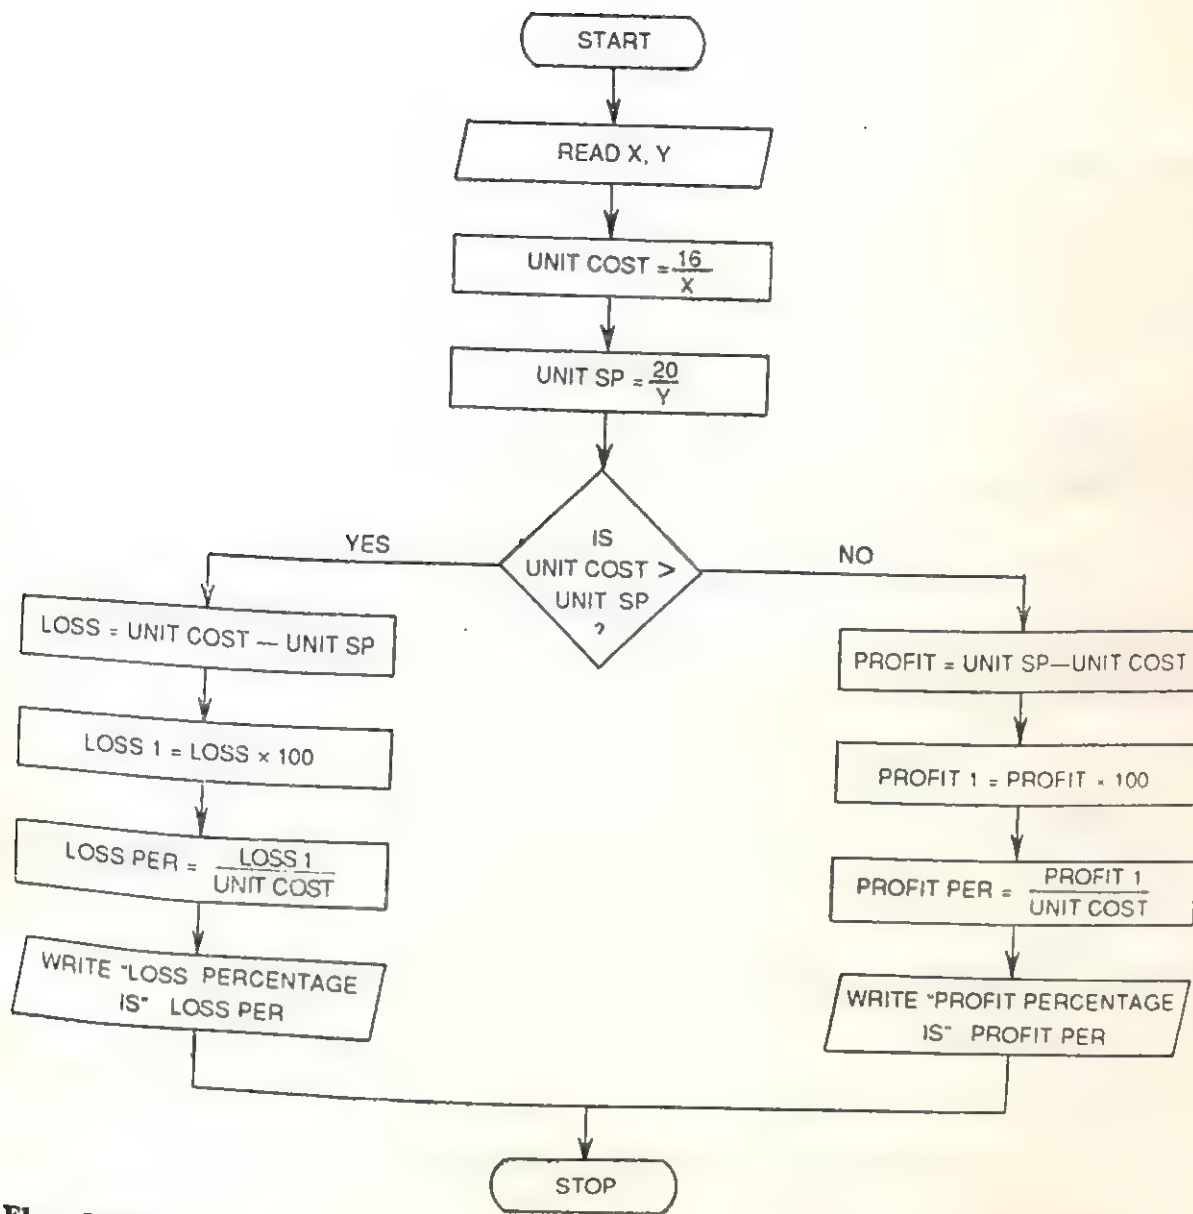 START
READ X, Y
UNIT COST = 16/X
UNIT SP = 20/Y
IS
UNIT COST >
UNIT SP
?
YES
NO
LOSS = UNIT COST — UNIT SP
LOSS 1 = LOSS × 100
LOSS PER = LOSS 1 / UNIT COST
WRITE "LOSS PERCENTAGE
IS" LOSS PER
PROFIT = UNIT SP—UNIT COST
PROFIT 1 = PROFIT × 100
PROFIT PER = PROFIT 1 / UNIT COST
WRITE "PROFIT PERCENTAGE
IS" PROFIT PER
STOP